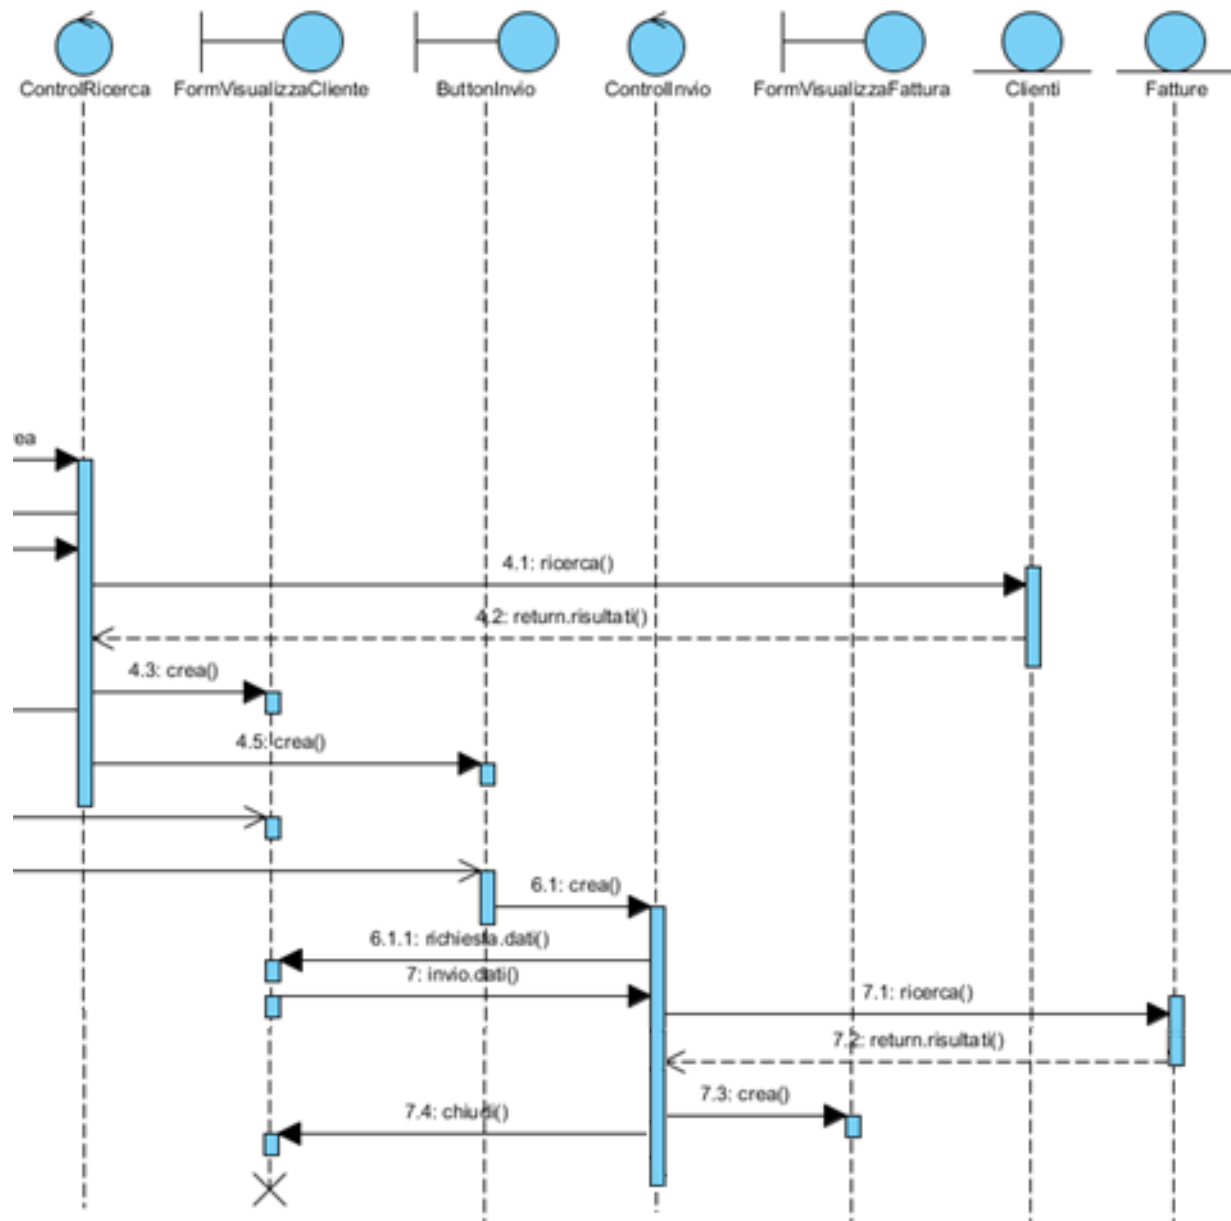 ControlRicerca FormVisualizzaCliente ButtonInvio ControlInvio FormVisualizzaFattura Clienti Fatture
rea
4.1: ricerca()
4.2: return.risultati()
4.3: crea()
4.5: crea()
6.1: crea()
6.1.1: richiesta.dati()
7: invio.dati()
7.1: ricerca()
7.2: return.risultati()
7.3: crea()
7.4: chiudi()